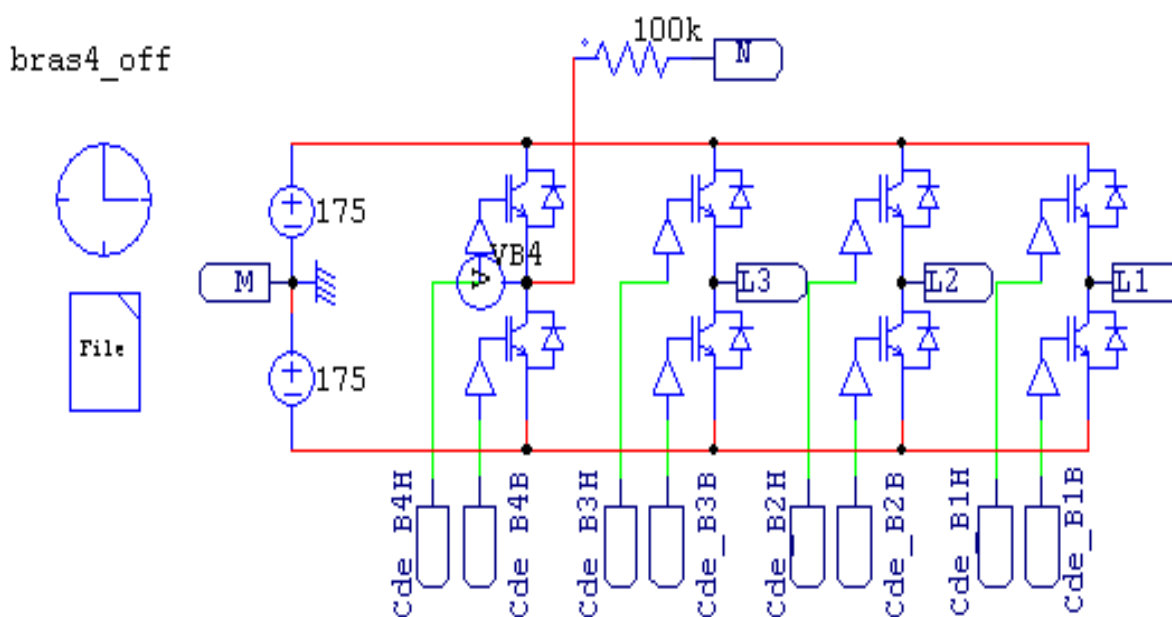 bras4_off
100k
N
175
VB4
M
L3
L2
L1
File
175
Cde_B4H
Cde_B4B
Cde_B3H
Cde_B3B
Cde_B2H
Cde_B2B
Cde_B1H
Cde_B1B